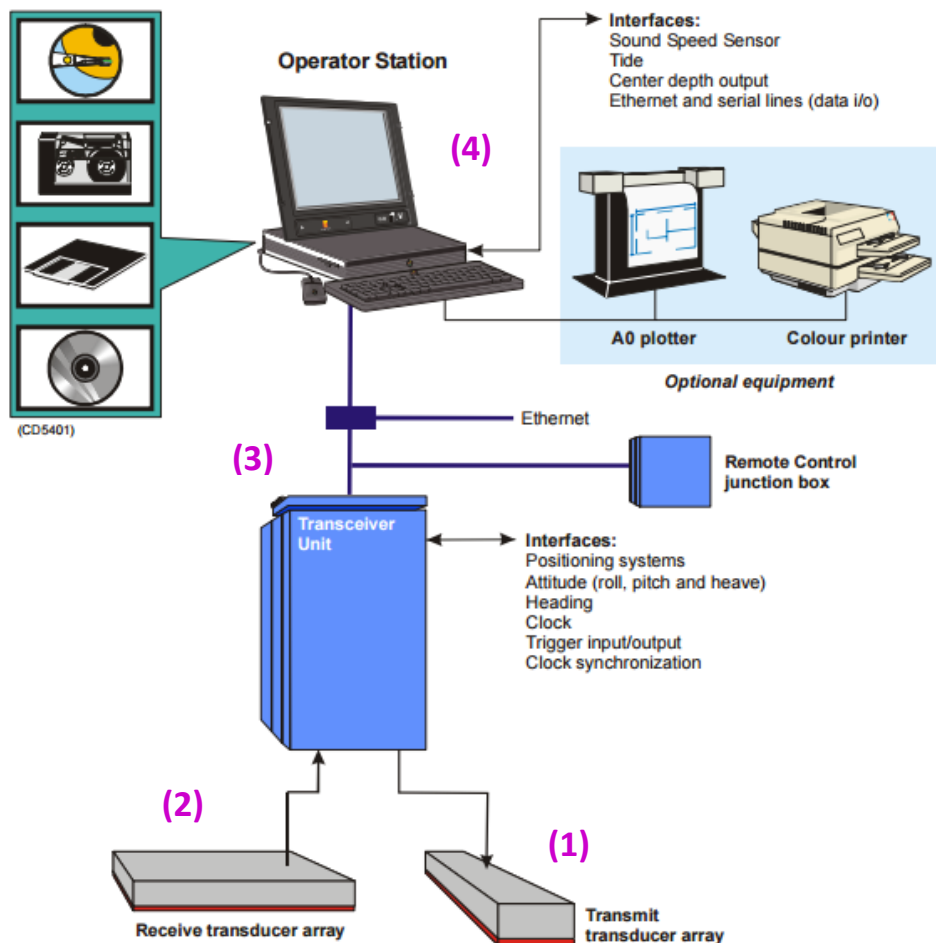 Interfaces:
Sound Speed Sensor
Tide
Center depth output
Ethernet and serial lines (data i/o)
Operator Station
(4)
A0 plotter
Colour printer
Optional equipment
(CD5401)
Ethernet
(3)
Remote Control
junction box
Transceiver
Unit
Interfaces:
Positioning systems
Attitude (roll, pitch and heave)
Heading
Clock
Trigger input/output
Clock synchronization
(2)
(1)
Receive transducer array
Transmit
transducer array